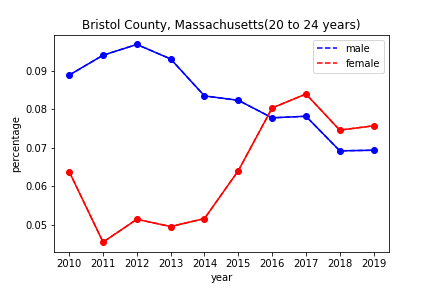 Bristol County, Massachusetts(20 to 24 years)
male
female
percentage
0.09
0.08
0.07
0.06
0.05
2010 2011 2012 2013 2014 2015 2016 2017 2018 2019
year